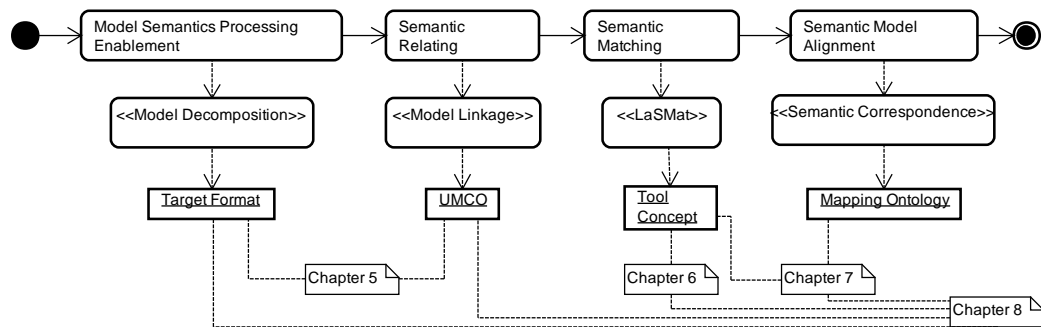 Model Semantics Processing
Enablement
Semantic
Relating
Semantic
Matching
Semantic Model
Alignment
<<Model Decomposition>>
<<Model Linkage>>
<<LaSMat>>
<<Semantic Correspondence>>
Target Format
UMCO
Tool
Concept
Mapping Ontology
Chapter 5
Chapter 6
Chapter 7
Chapter 8